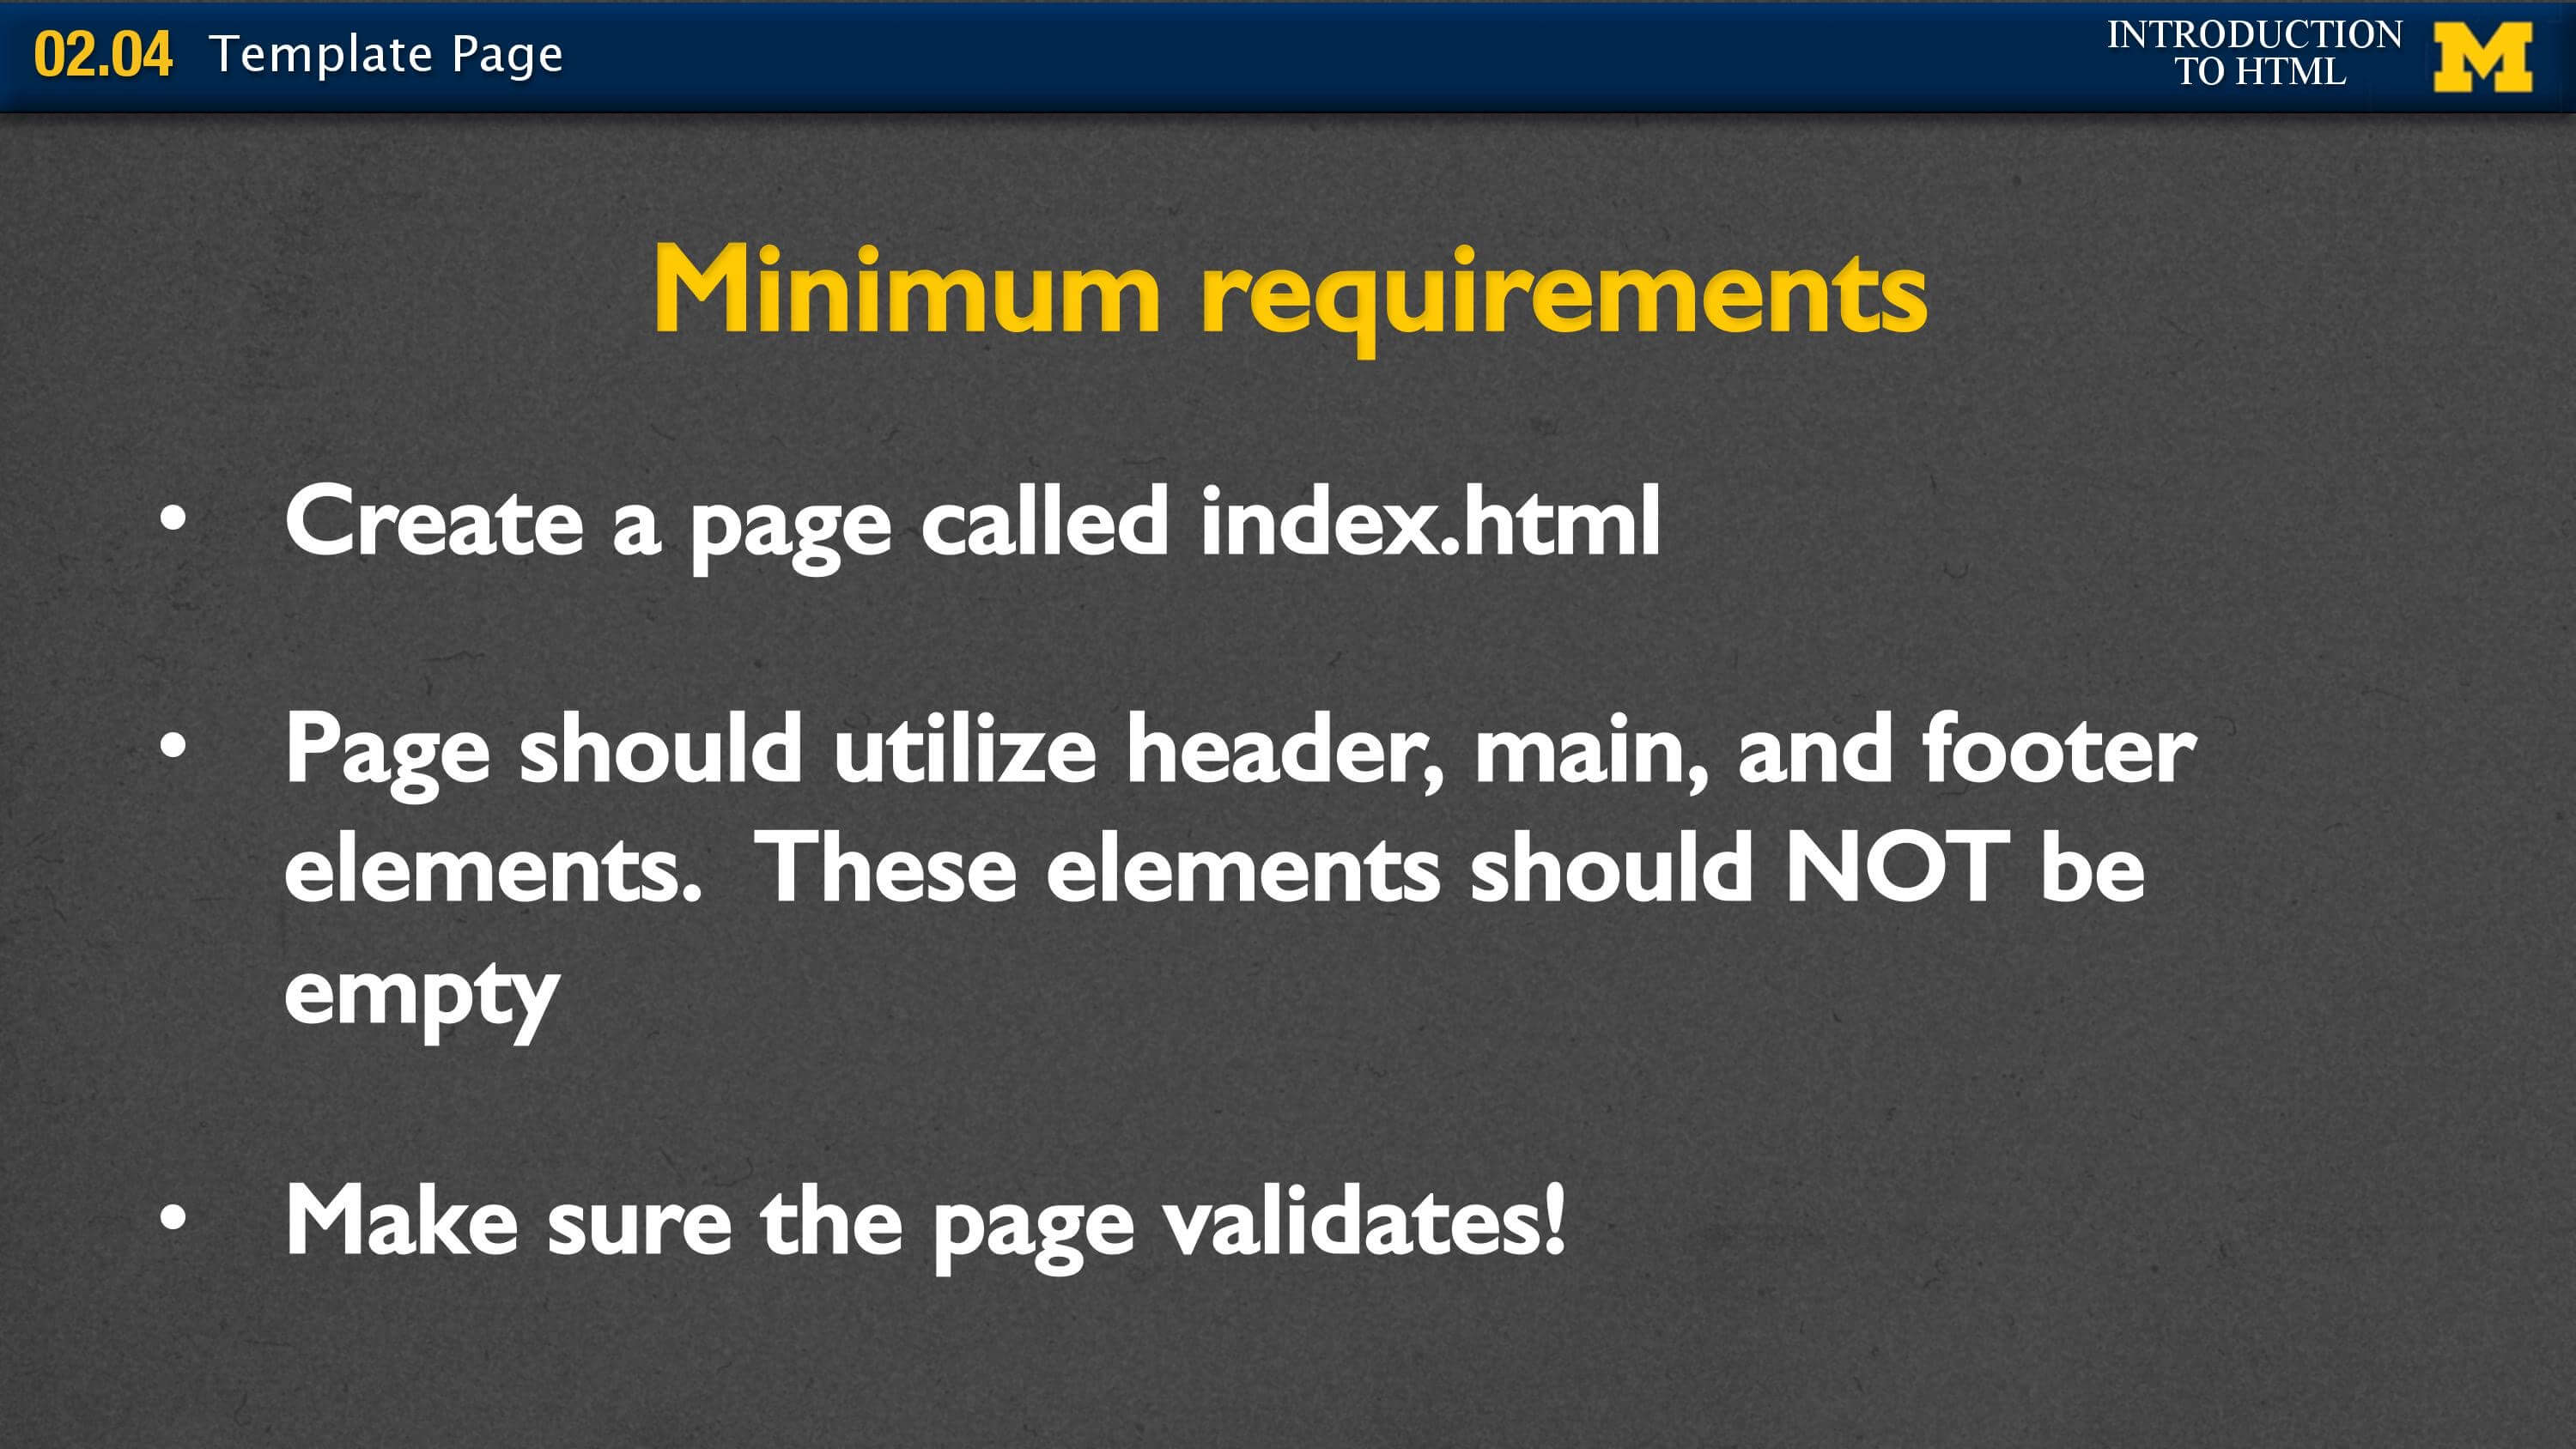 02.04 Template Page
INTRODUCTION
TO HTML
M
Minimum requirements
• Create a page called index.html
• Page should utilize header, main, and footer
elements.  These elements should NOT be
empty
• Make sure the page validates!